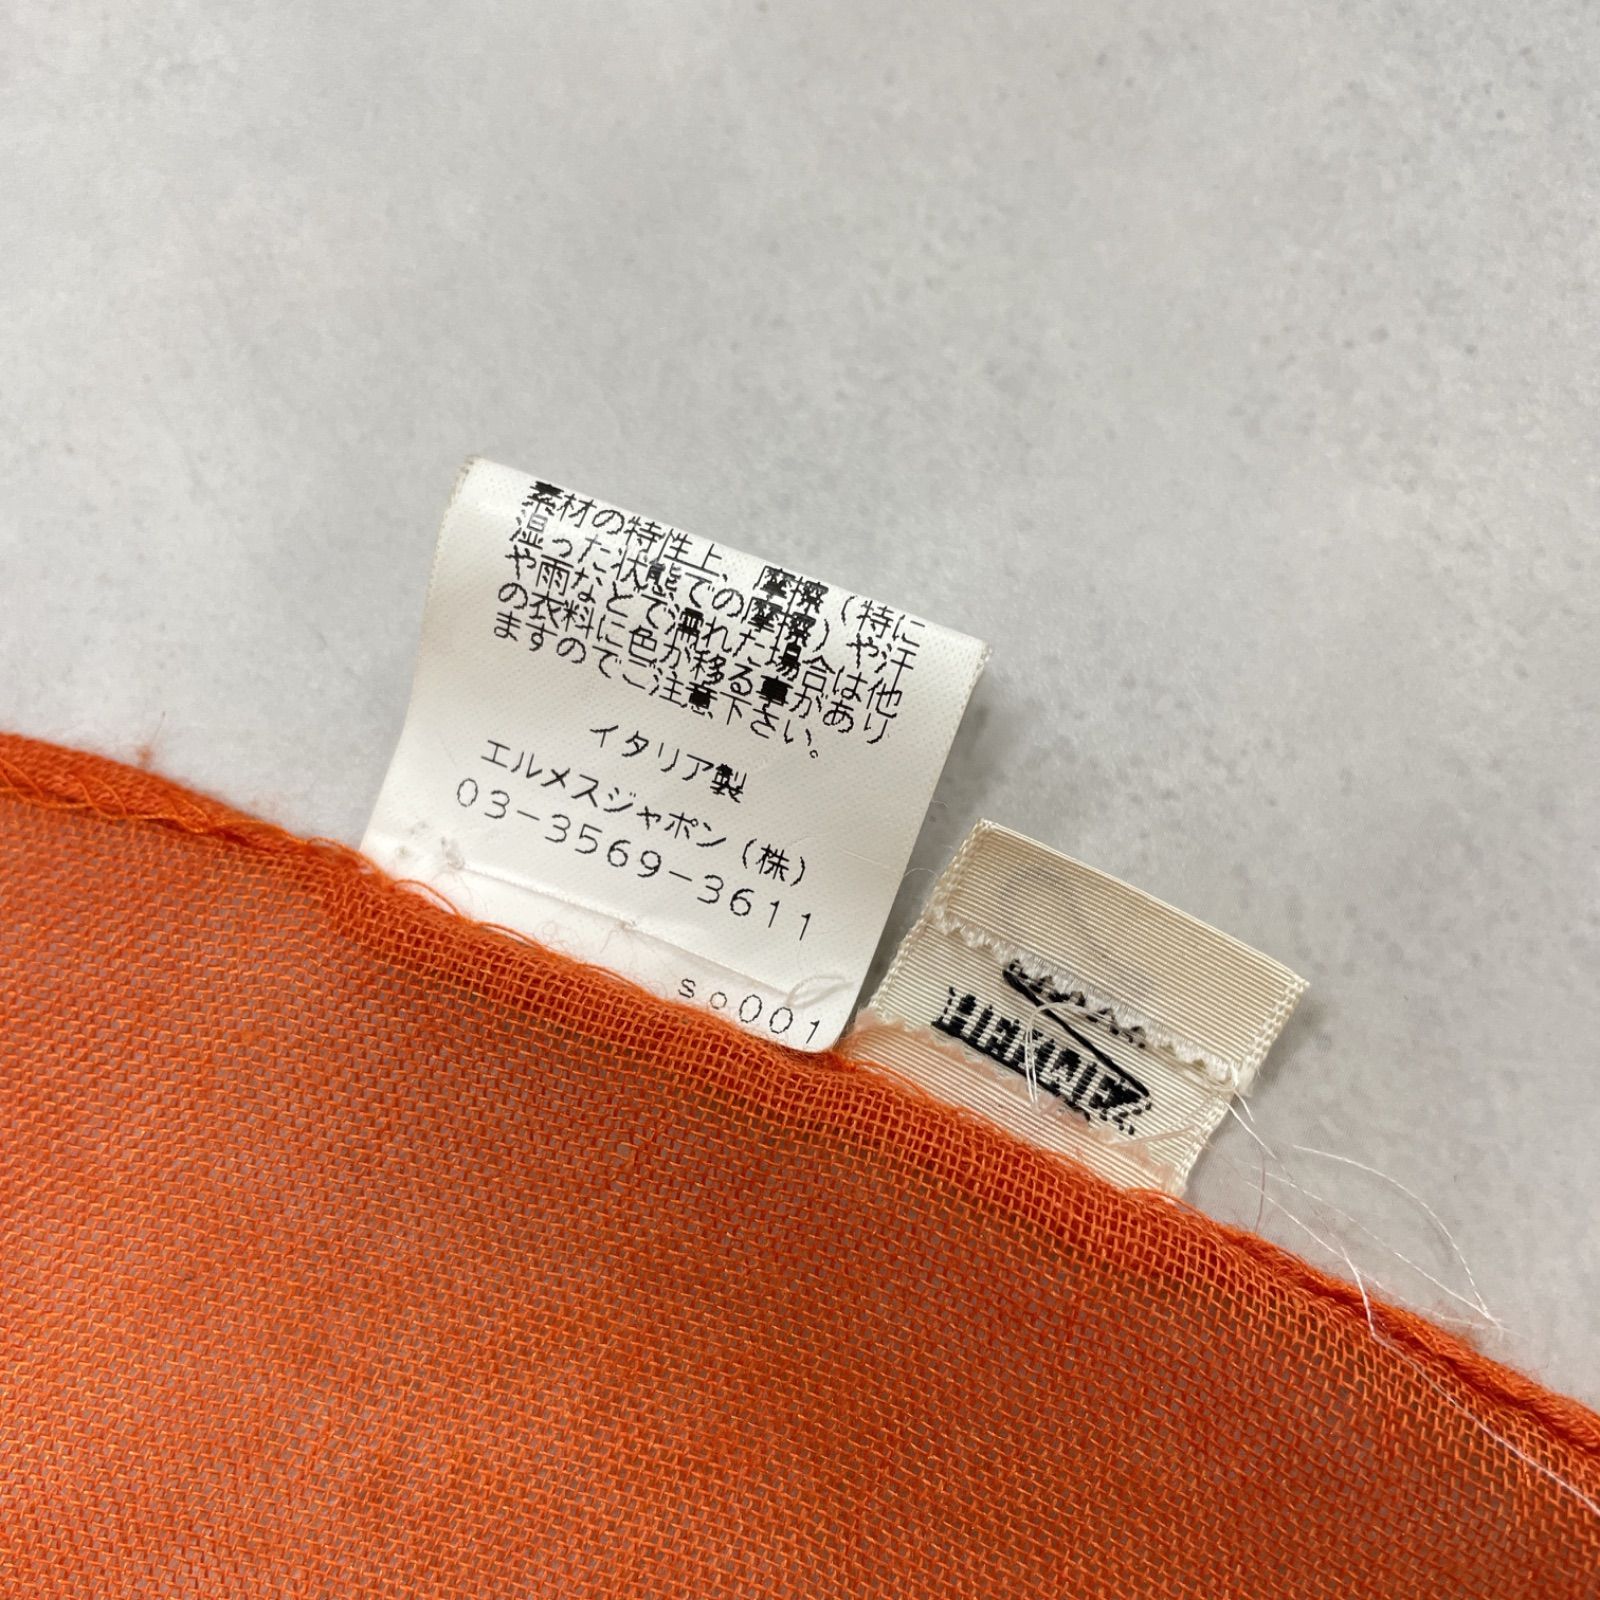 素材の特性上、摩擦（特に
湿った状態での摩擦）や汗
や雨などで濡れた場合は他
の衣料に色が移る事があり
ますのでご注意下さい。
イタリア製
エルメスジャポン（株）
03-3569-3611
so001